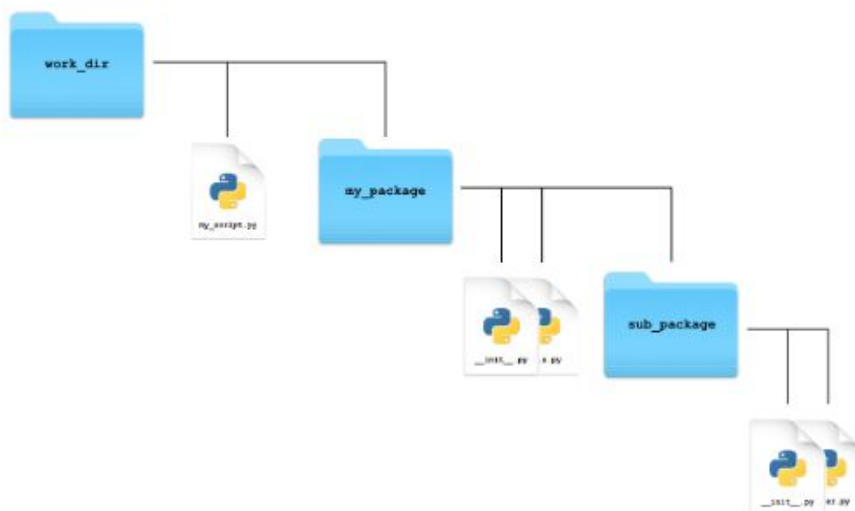 work_dir
my_script.py
my_package
__init__.py
sub_package
__init__.py